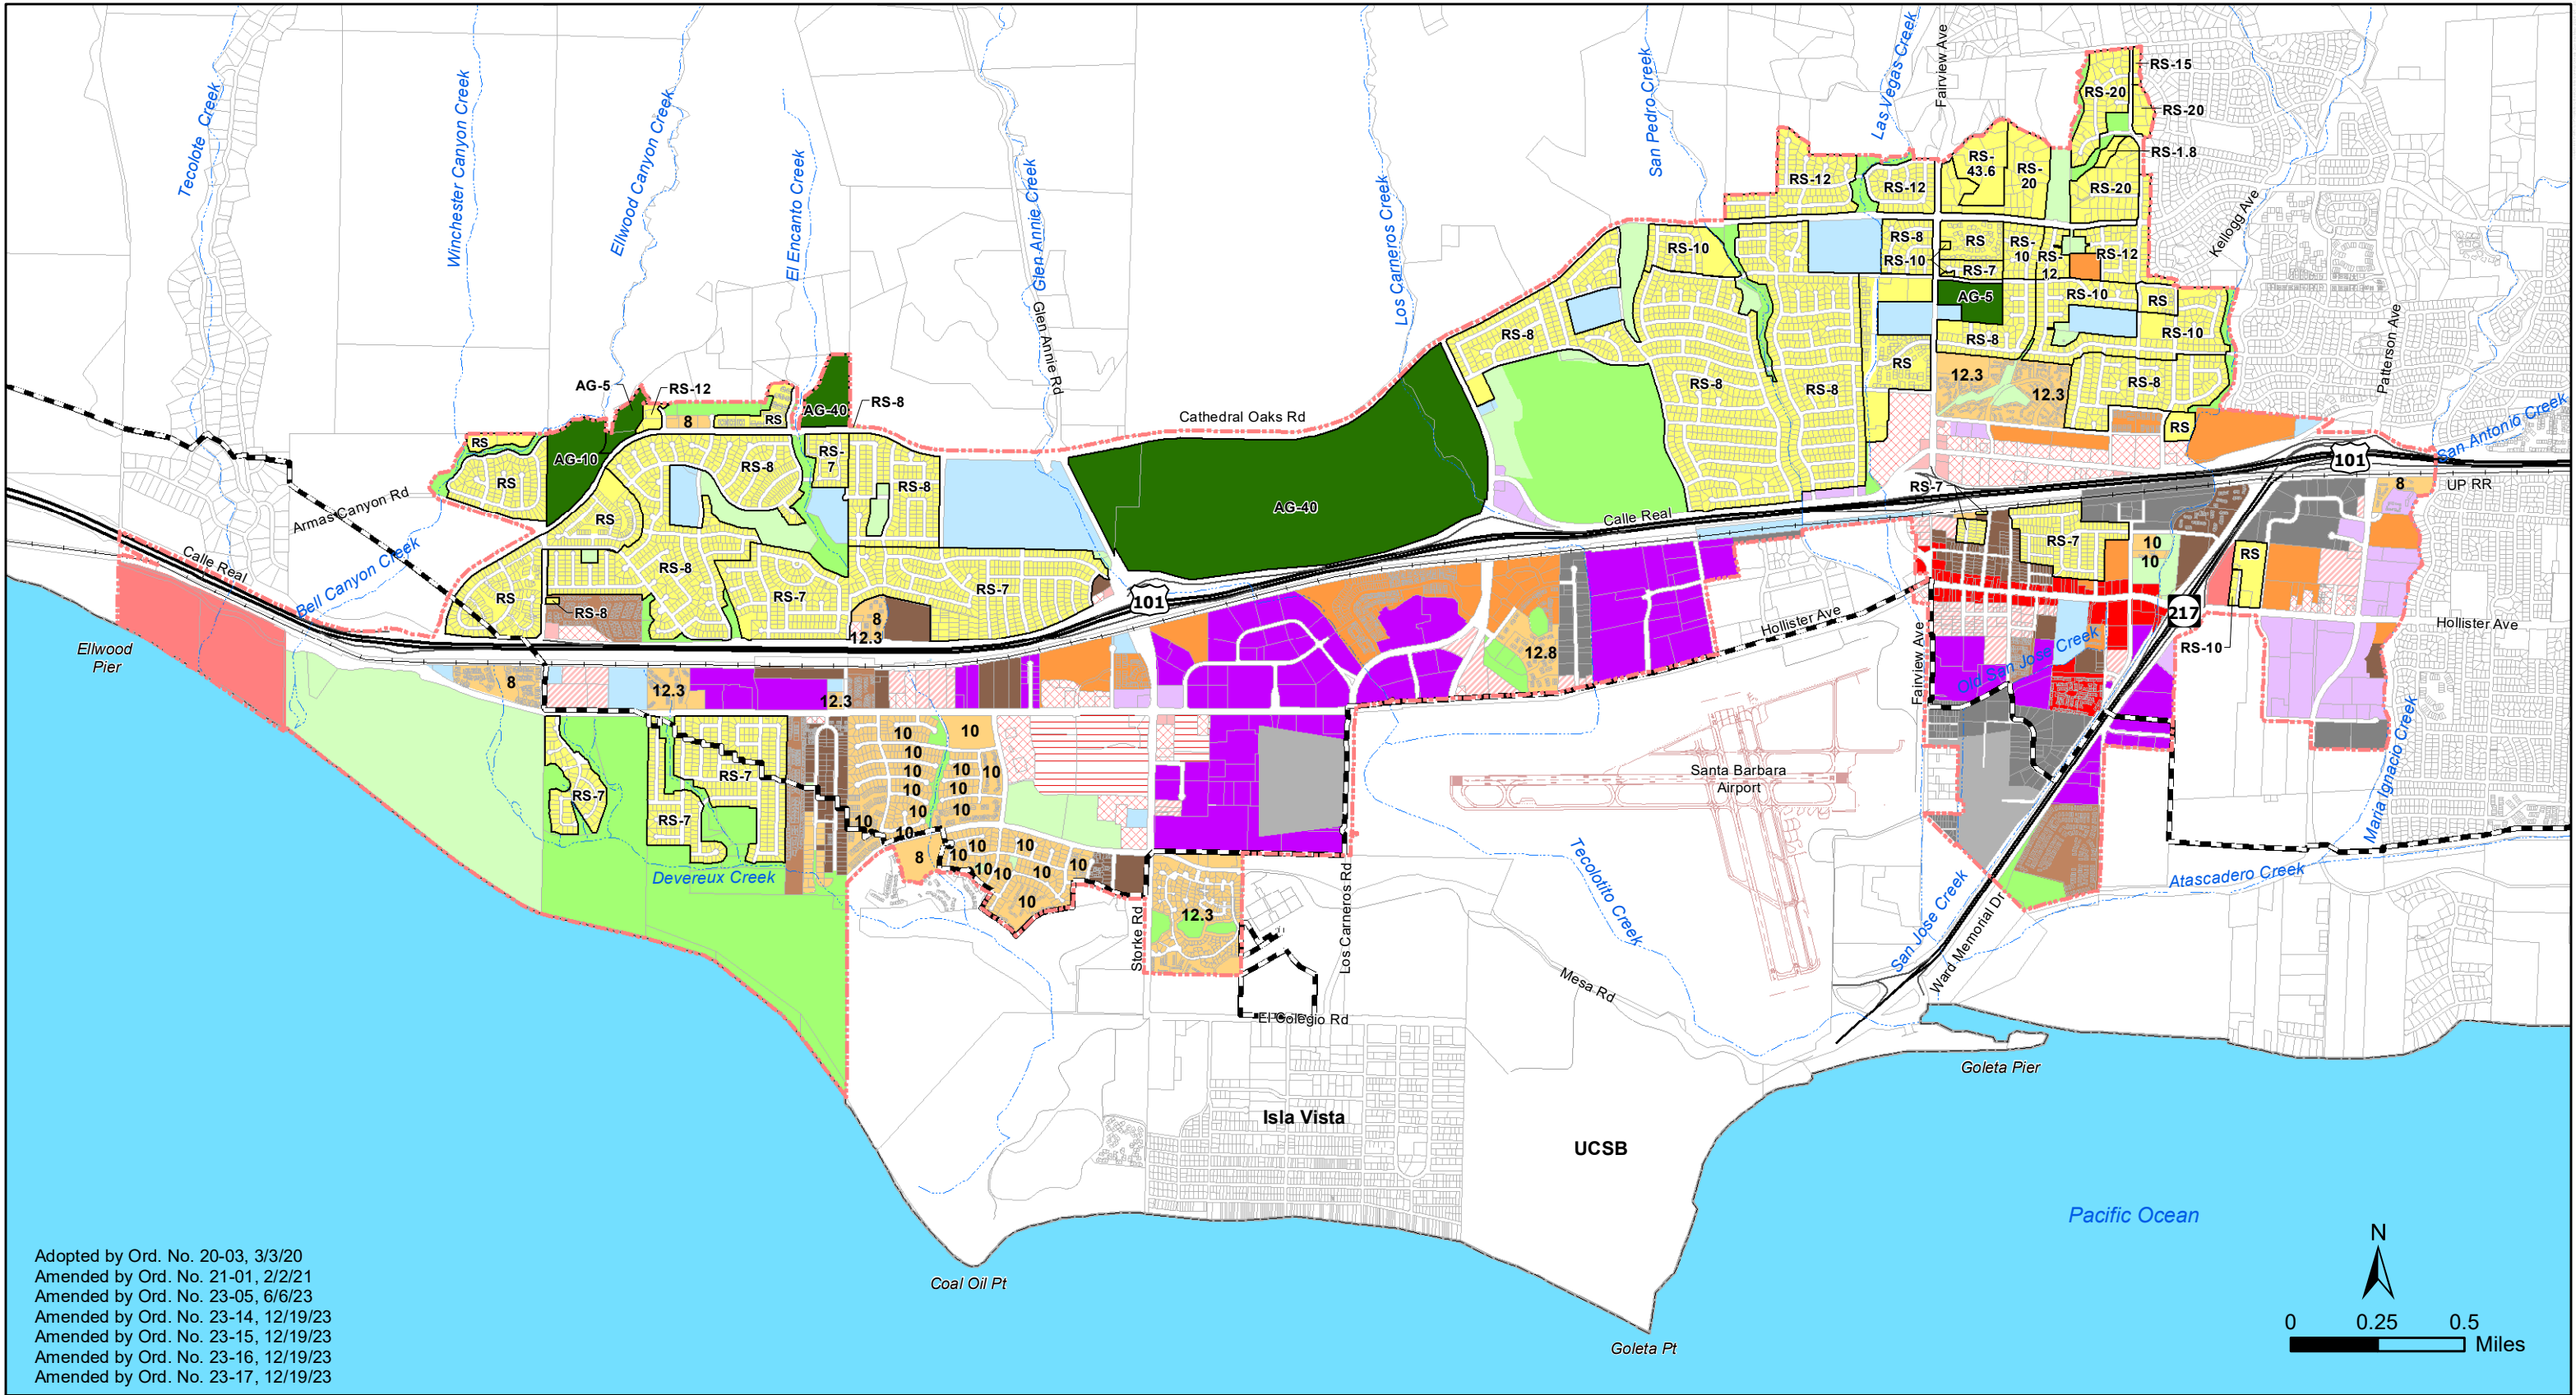 Tecolote Creek
Winchester Canyon Creek
Ellwood Canyon Creek
El Encanto Creek
Glen Annie Creek
Glen Annie Rd
Los Carneros Creek
San Pedro Creek
Las Vegas Creek
Fairview Ave
Kellogg Ave
Patterson Ave
San Antonio Creek
RS-15
RS-20
RS-20
RS-1.8
RS-12
RS-12
RS-
43.6
RS-
20
RS-20
RS-10
RS-8
RS
RS-
10
RS-
12
RS-12
RS-10
RS-7
AG-5
RS-10
RS
RS-8
RS-10
RS-8
RS
RS-8
RS-8
12.3
12.3
RS-8
RS
AG-5
RS-12
AG-40
RS-8
8
RS
Cathedral Oaks Rd
RS
AG-10
RS-8
RS-
7
RS
RS-8
AG-40
Armas Canyon Rd
RS
Calle Real
101
UP RR
RS-7
8
Calle Real
Bell Canyon Creek
RS-8
RS-7
10
10
RS
RS
RS-8
RS-7
RS-7
101
8
12.3
217
Hollister Ave
Hollister Ave
Ellwood
Pier
12.8
Fairview Ave
Old San Jose Creek
RS-10
8
12.3
12.3
10
10
10
10
10
10
10
10
10
10
10
10
RS-7
RS-7
RS-7
Santa Barbara
Airport
Maria Ignacio Creek
8
10
10
10
10
10
10
10
10
Devereux Creek
Tecolotito Creek
Atascadero Creek
12.3
Storke Rd
Los Carneros Rd
San Jose Creek
Ward Memorial Dr
Mesa Rd
El Colegio Rd
Goleta Pier
Isla Vista
UCSB
Pacific Ocean
Coal Oil Pt
Goleta Pt
N
0 0.25 0.5
Miles
Adopted by Ord. No. 20-03, 3/3/20
Amended by Ord. No. 21-01, 2/2/21
Amended by Ord. No. 23-05, 6/6/23
Amended by Ord. No. 23-14, 12/19/23
Amended by Ord. No. 23-15, 12/19/23
Amended by Ord. No. 23-16, 12/19/23
Amended by Ord. No. 23-17, 12/19/23